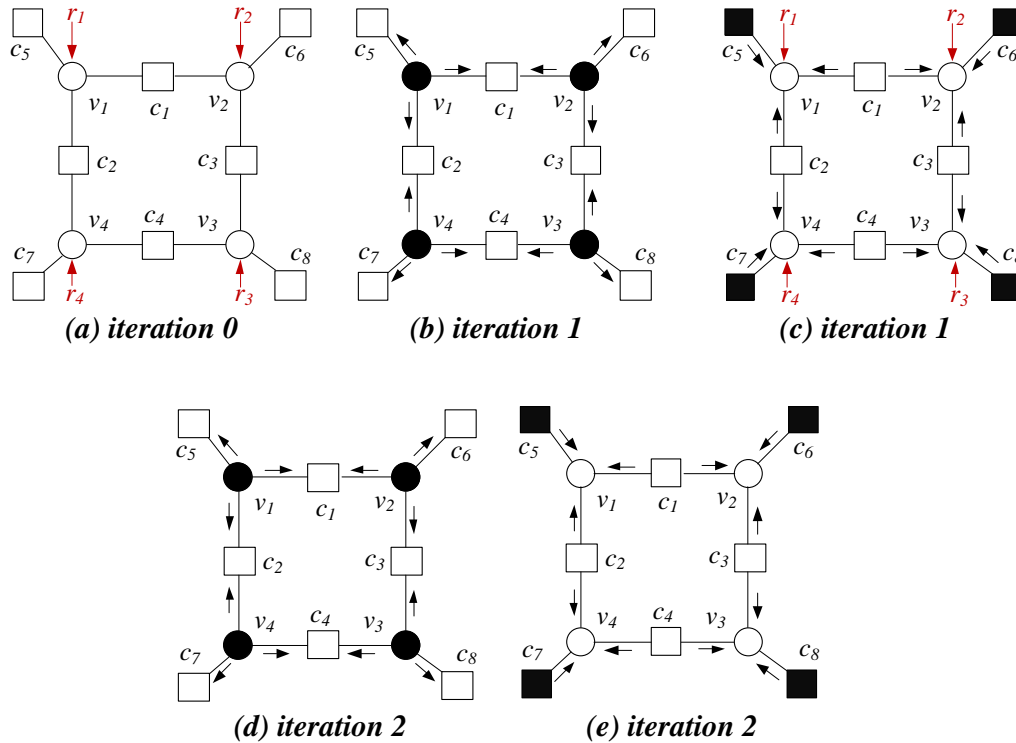 r1 r2 r1 r2
c5 c6 c5 c6 c5 c6
v1 c1 v2 v1 c1 v2 v1 c1 v2
c2 c3 c2 c3 c2 c3
v4 c4 v3 v4 c4 v3 v4 c4 v3
c7 c8 c7 c8 c7 c8
r4 r3 r4 r3
(a) iteration 0 (b) iteration 1 (c) iteration 1
c5 c6 c5 c6
v1 c1 v2 v1 c1 v2
c2 c3 c2 c3
v4 c4 v3 v4 c4 v3
c7 c8 c7 c8
(d) iteration 2 (e) iteration 2